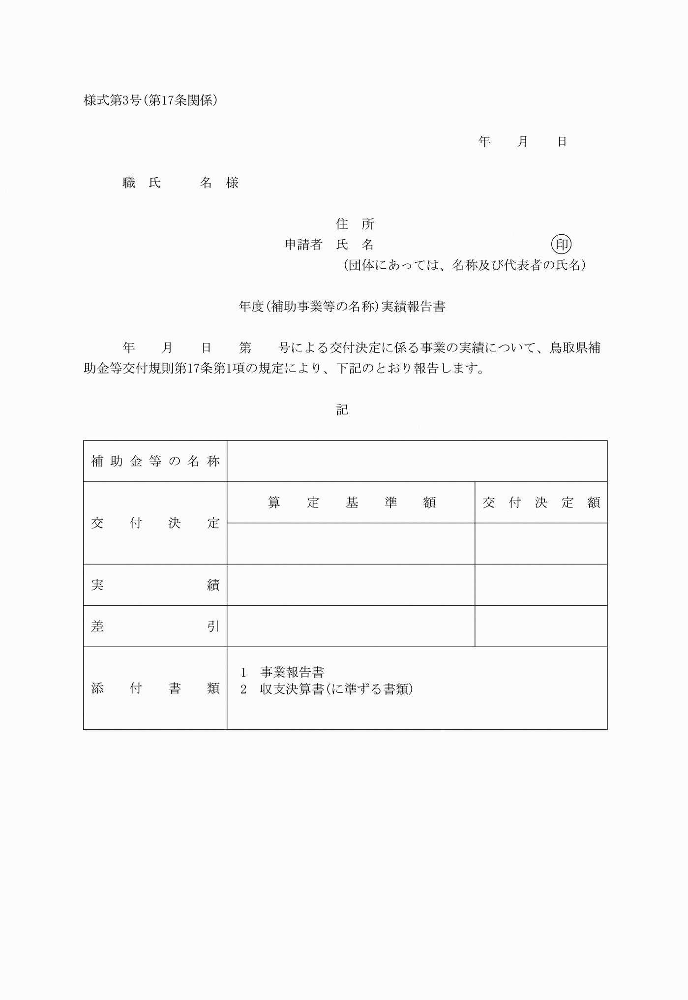 様式第3号(第17条関係)
年　　月　　日
職　氏　　　名　様
住　所
申請者　氏　名　　　　　　　　　　　　　　㊞
(団体にあっては、名称及び代表者の氏名)
年度(補助事業等の名称)実績報告書
年　　月　　日　　第　　号による交付決定に係る事業の実績について、鳥取県補
助金等交付規則第17条第1項の規定により、下記のとおり報告します。
記
補助金等の名称
交付決定
算定基準額　交付決定額
実績
差引
添付書類
1　事業報告書
2　収支決算書(に準ずる書類)